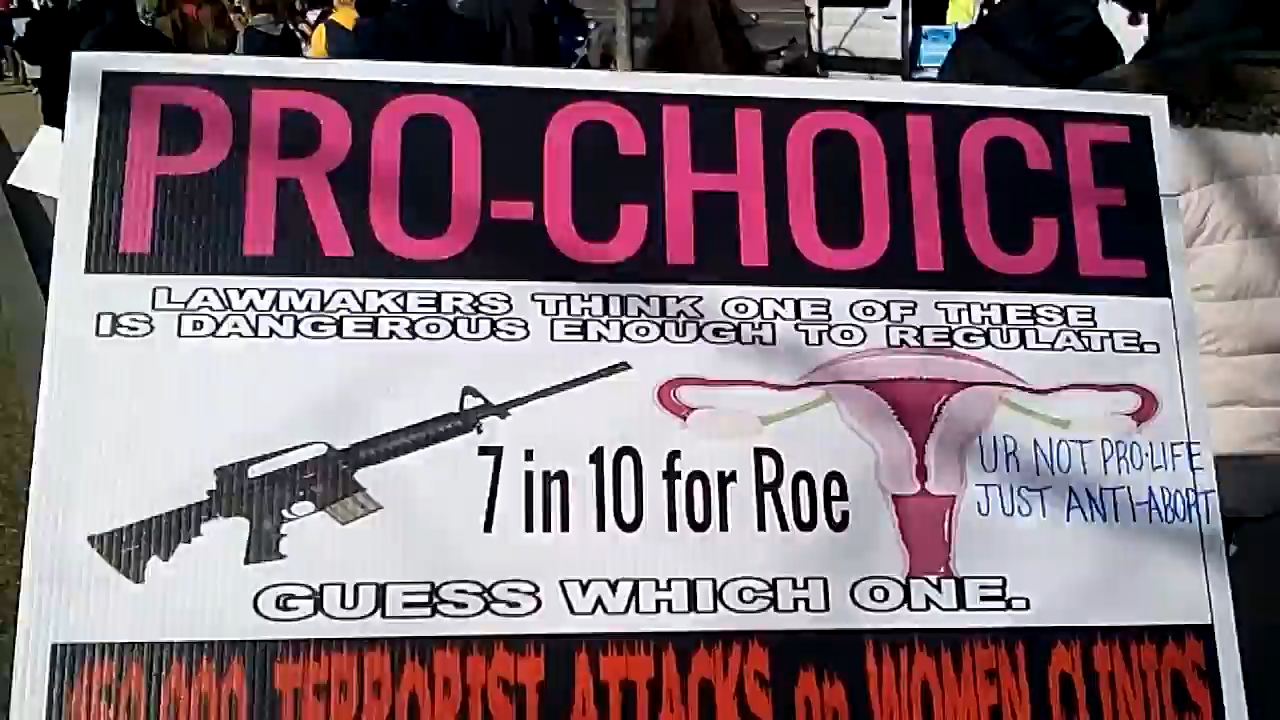 PRO-CHOICE
LAWMAKERS THINK ONE OF THESE
IS DANGEROUS ENOUGH TO REGULATE.
7 in 10 for Roe
UR NOT PRO-LIFE
JUST ANTI-ABORT
GUESS WHICH ONE.
TERRORIST ATTACKS on WOMEN CLINICS